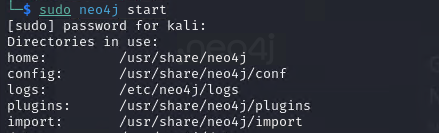 └─$ sudo neo4j start
[sudo] password for kali:
Directories in use:
home:         /usr/share/neo4j
config:       /usr/share/neo4j/conf
logs:         /etc/neo4j/logs
plugins:      /usr/share/neo4j/plugins
import:       /usr/share/neo4j/import